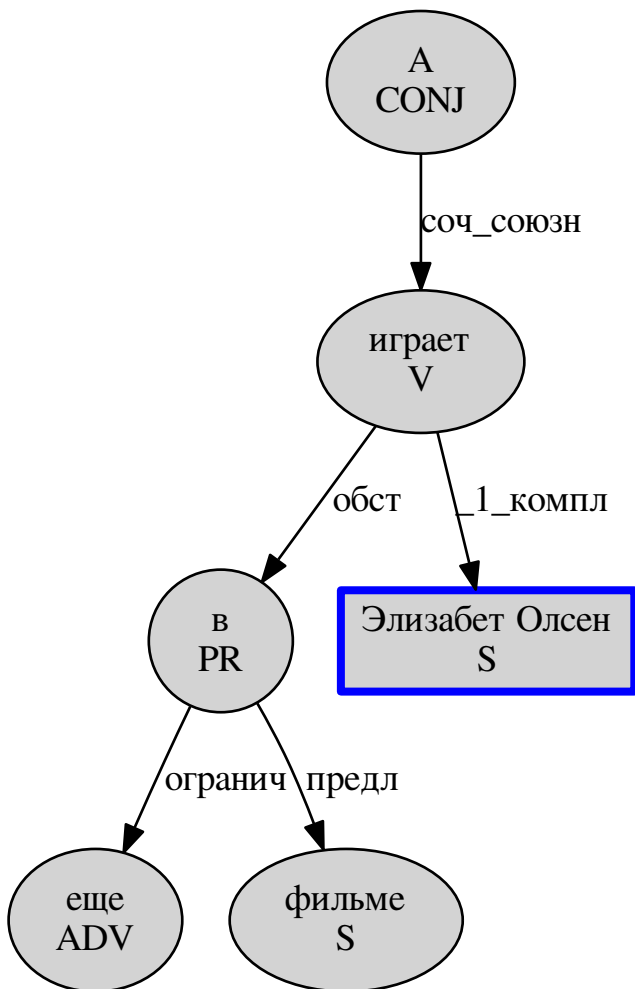 А
CONJ
соч_союзн
играет
V
обст
_1_компл
в
PR
Элизабет Олсен
S
огранич
предл
еще
ADV
фильме
S